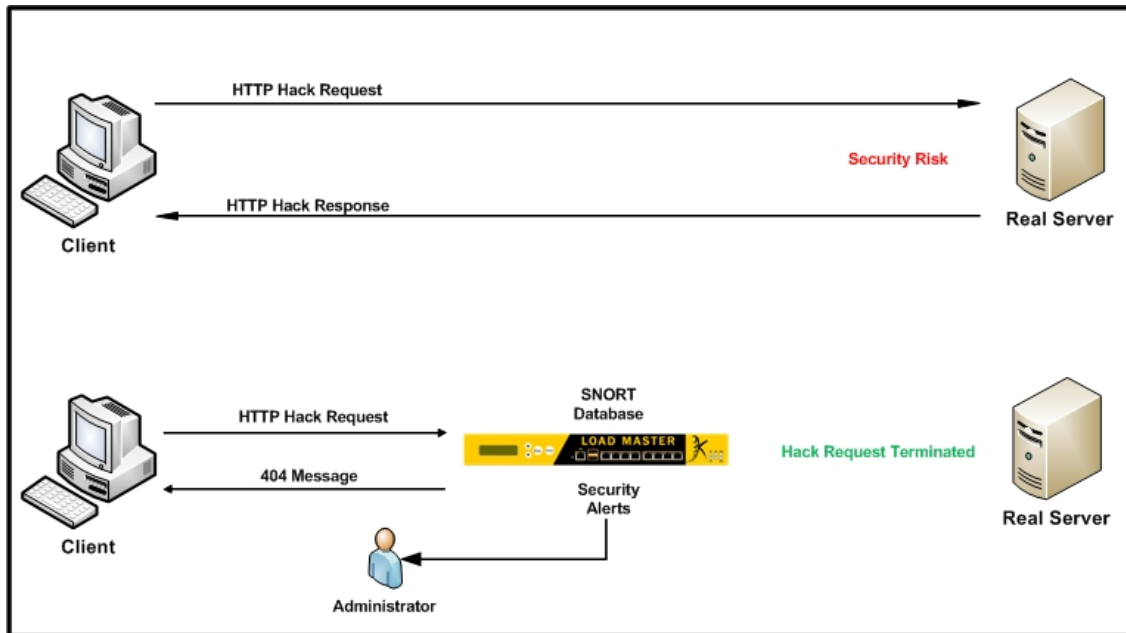 HTTP Hack Request
Security Risk
HTTP Hack Response
Client
Real Server
HTTP Hack Request
SNORT
Database
LOAD MASTER
Hack Request Terminated
404 Message
Security
Alerts
Client
Real Server
Administrator